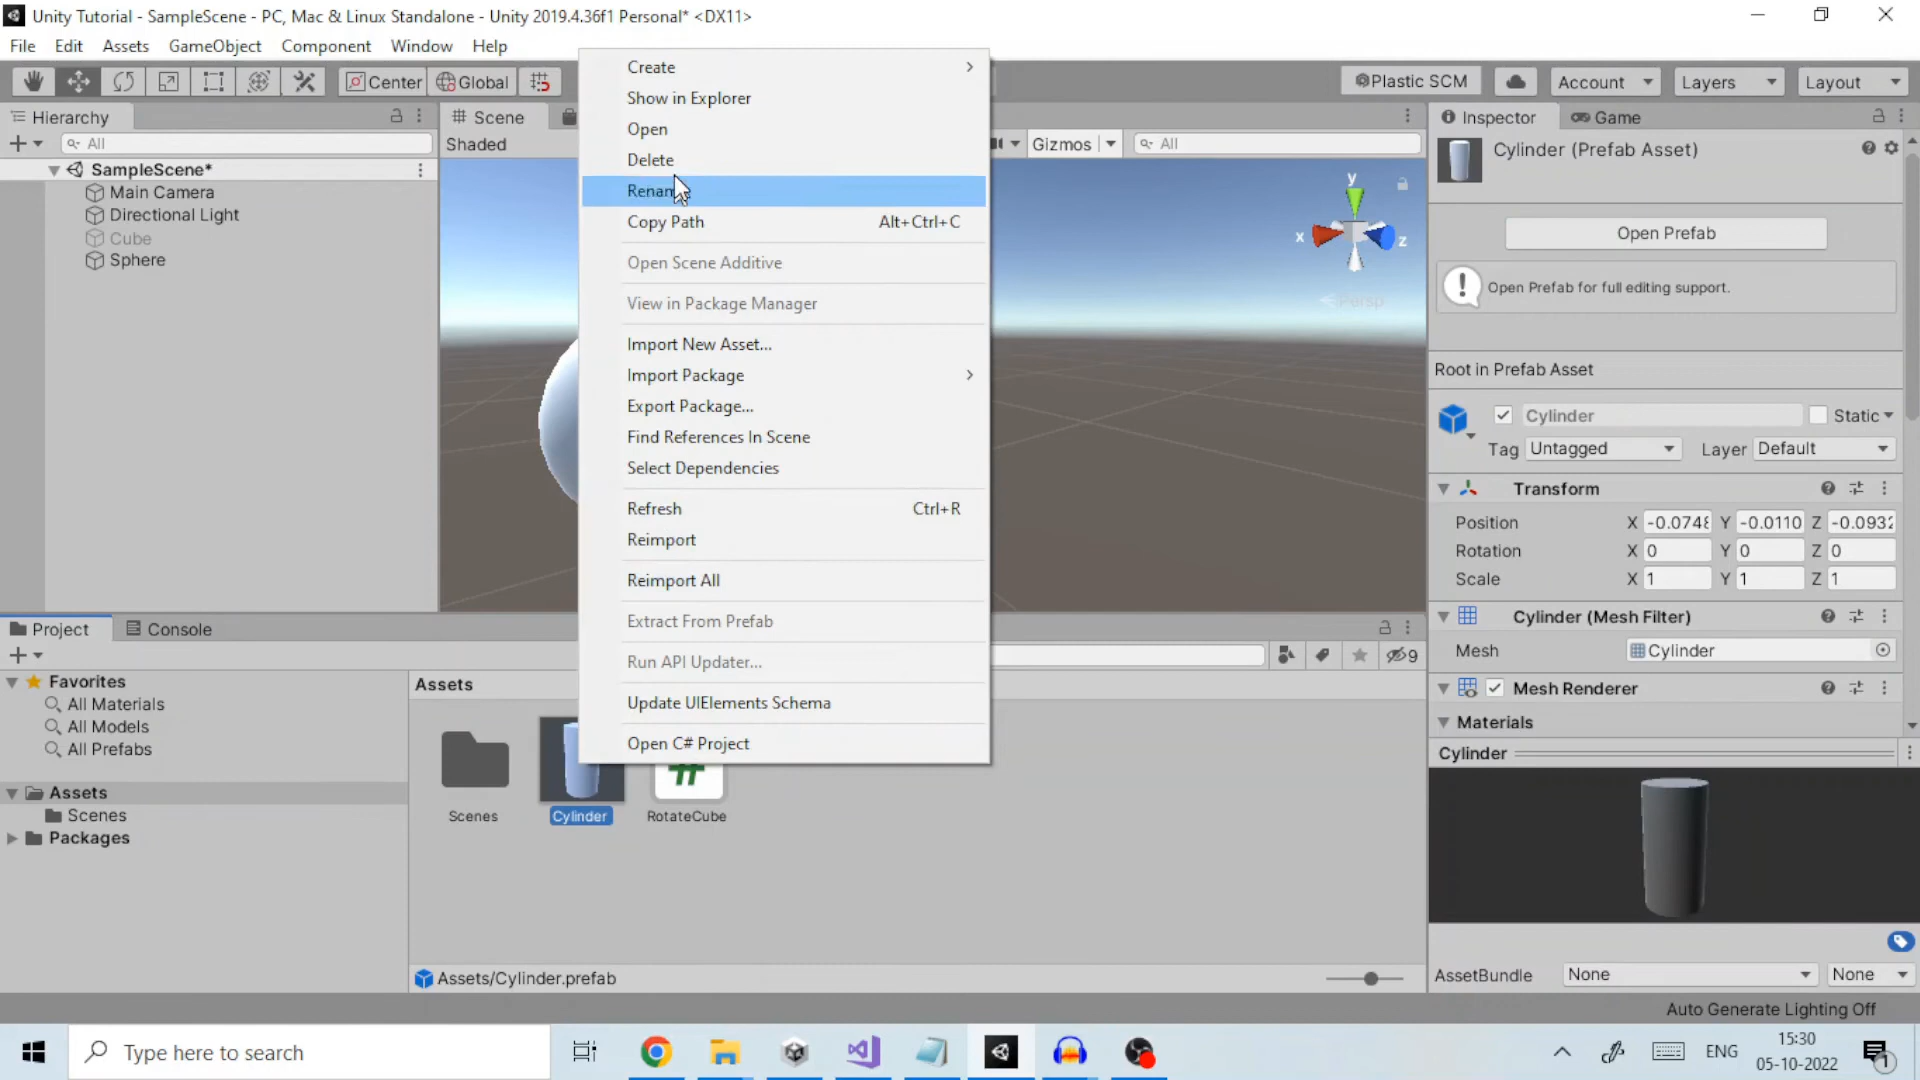 Unity Tutorial - SampleScene - PC, Mac & Linux Standalone - Unity 2019.4.36f1 Personal* <DX11>
File Edit Assets GameObject Component Window Help
Center Global Plastic SCM Account Layers Layout
Hierarchy
All
SampleScene*
Main Camera
Directional Light
Cube
Sphere
Scene
Shaded
Gizmos All
y
x z
Persp
Create
Show in Explorer
Open
Delete
Copy Path Alt+Ctrl+C
Open Scene Additive
View in Package Manager
Import New Asset...
Import Package
Export Package...
Find References In Scene
Select Dependencies
Refresh Ctrl+R
Reimport
Reimport All
Extract From Prefab
Run API Updater...
Update UIElements Schema
Open C# Project
Inspector Game
Cylinder (Prefab Asset)
Open Prefab
Open Prefab for full editing support.
Root in Prefab Asset
Cylinder Static
Tag Untagged Layer Default
Transform
Position X -0.0748 Y -0.0110 Z -0.0932
Rotation X 0 Y 0 Z 0
Scale X 1 Y 1 Z 1
Cylinder (Mesh Filter)
Mesh Cylinder
Mesh Renderer
Materials
Cylinder
AssetBundle None None
Auto Generate Lighting Off
Project Console
9
Favorites
All Materials
All Models
All Prefabs
Assets
Scenes
Packages
Assets
Scenes Cylinder RotateCube
Assets/Cylinder.prefab
Type here to search
ENG
15:30
05-10-2022
1